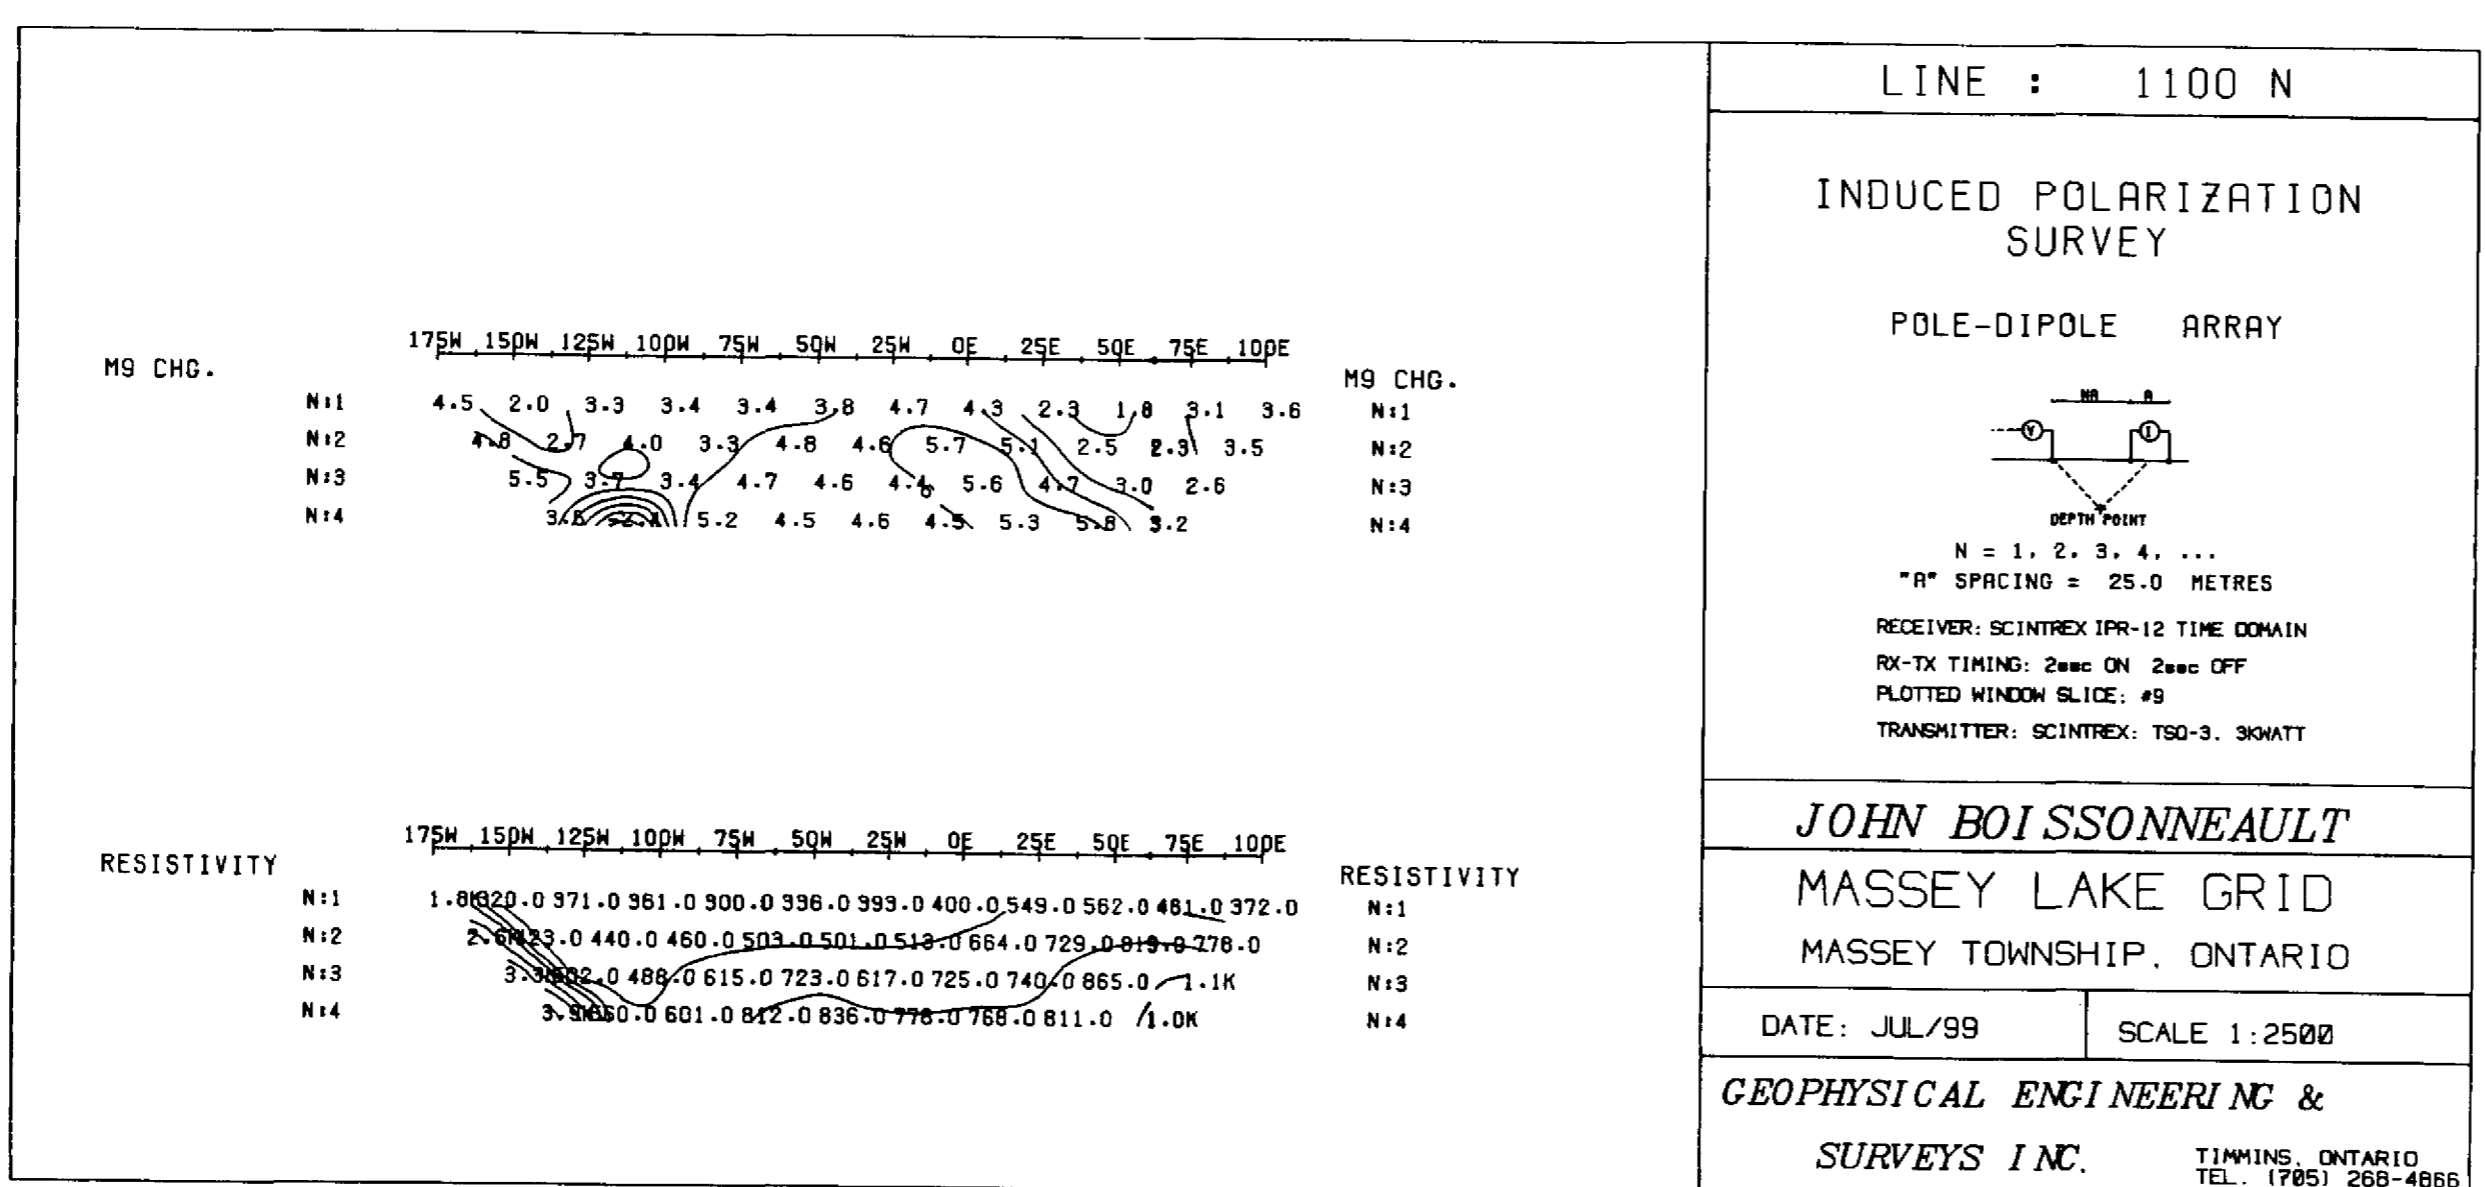 175W 150W 125W 100W 75W 50W 25W 0E 25E 50E 75E 100E
M9 CHG. M9 CHG.
N:1 4.5 2.0 3.3 3.4 3.4 3.8 4.7 4.3 2.3 1.8 3.1 3.6 N:1
N:2 4.8 2.7 4.0 3.3 4.8 4.6 5.7 5.1 2.5 2.3 3.5 N:2
N:3 5.5 3.7 3.4 4.7 4.6 4.4 5.6 4.7 3.0 2.6 N:3
N:4 5.2 4.5 4.6 4.5 5.3 5.8 3.2 N:4
175W 150W 125W 100W 75W 50W 25W 0E 25E 50E 75E 100E
RESISTIVITY RESISTIVITY
N:1 1.8K 320.0 371.0 361.0 300.0 336.0 393.0 400.0 549.0 562.0 461.0 372.0 N:1
N:2 2.6K 423.0 440.0 460.0 503.0 501.0 513.0 664.0 729.0 819.0 778.0 N:2
N:3 488.0 615.0 723.0 617.0 725.0 740.0 865.0 1.1K N:3
N:4 601.0 812.0 836.0 778.0 768.0 811.0 1.0K N:4
LINE : 1100 N
INDUCED POLARIZATION
SURVEY
POLE-DIPOLE ARRAY
NA A
V I
DEPTH POINT
N = 1, 2, 3, 4, ...
"A" SPACING = 25.0 METRES
RECEIVER: SCINTREX IPR-12 TIME DOMAIN
RX-TX TIMING: 2sec ON 2sec OFF
PLOTTED WINDOW SLICE: #9
TRANSMITTER: SCINTREX: TSQ-3. 3KWATT
JOHN BOISSONNEAULT
MASSEY LAKE GRID
MASSEY TOWNSHIP, ONTARIO
DATE: JUL/99 SCALE 1:2500
GEOPHYSICAL ENGINEERING &
SURVEYS INC.
TIMMINS, ONTARIO
TEL. (705) 268-4866